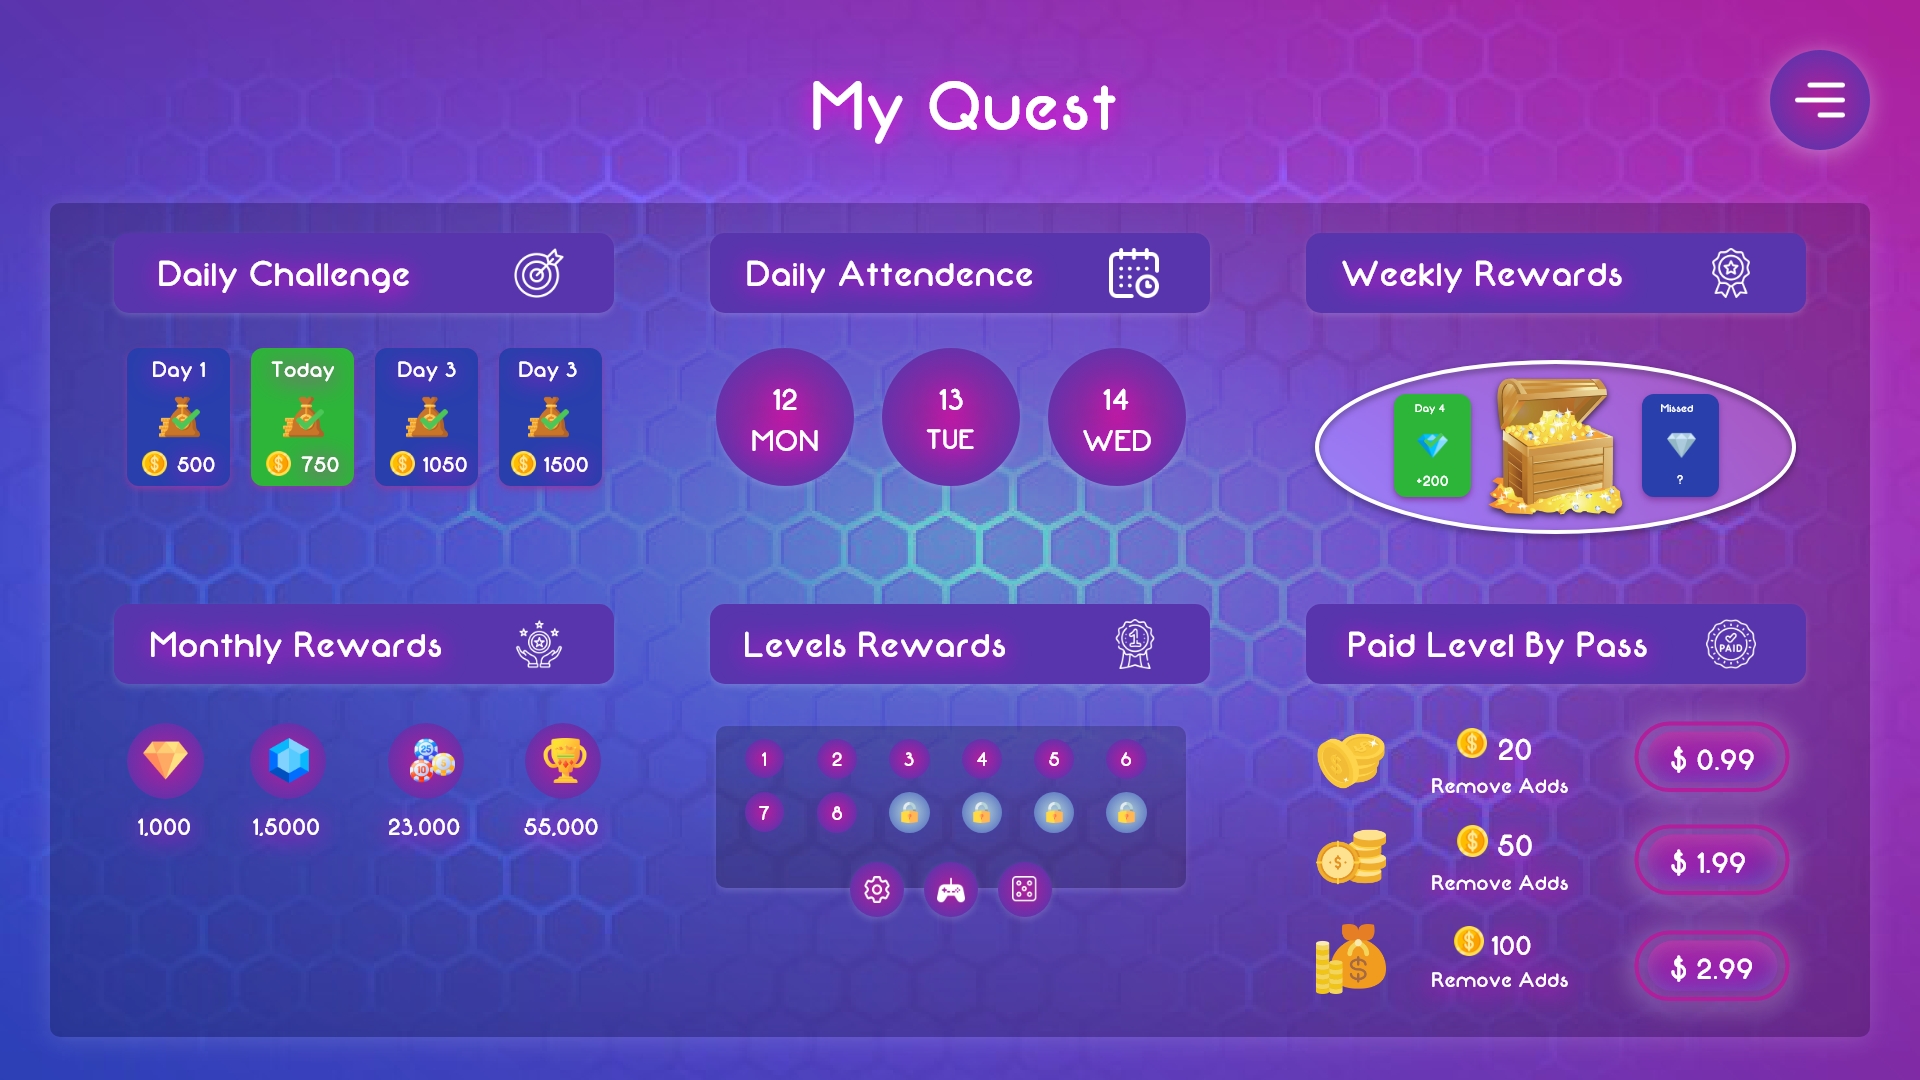 My Quest
Daily Challenge
Day 1
500
Today
750
Day 3
1050
Day 3
1500
Daily Attendence
12
MON
13
TUE
14
WED
Weekly Rewards
Day 4
+200
Missed
?
Monthly Rewards
25
10
1,000
1,5000
23,000
55,000
Levels Rewards
1
1 2 3 4 5 6
7 8
Paid Level By Pass
PAID
20
Remove Adds
$ 0.99
50
Remove Adds
$ 1.99
100
Remove Adds
$ 2.99